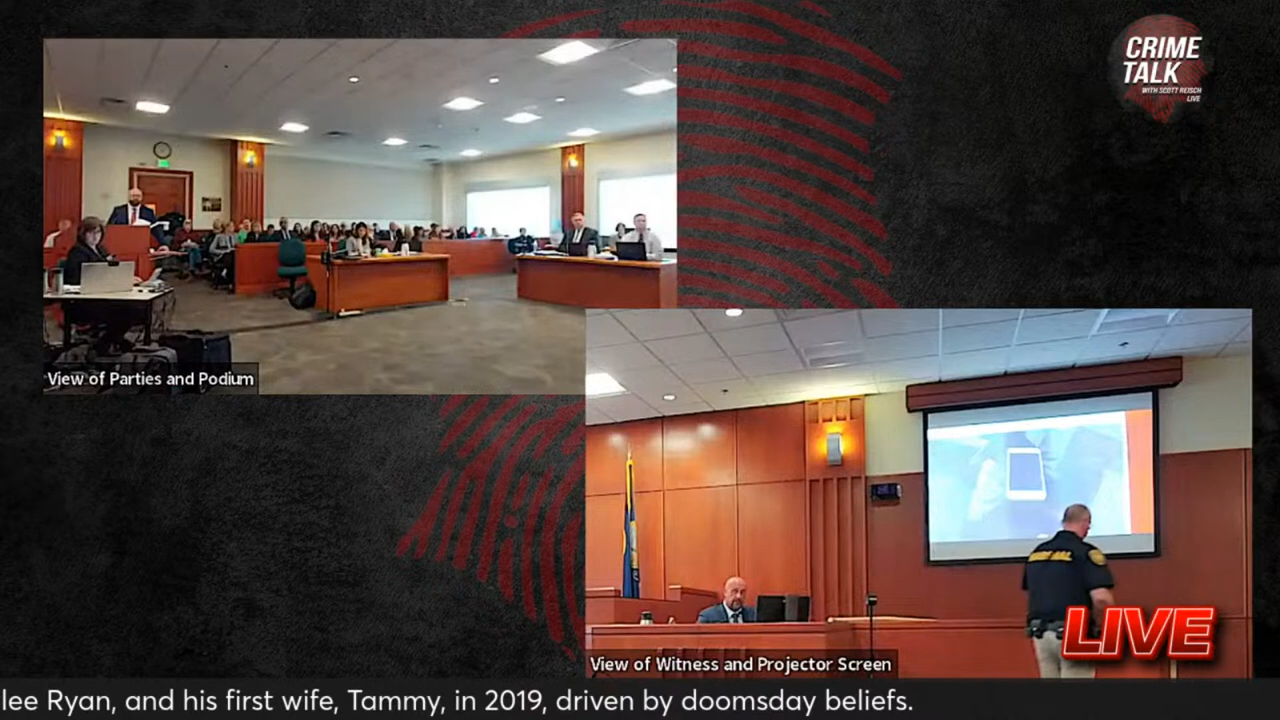 CRIME
TALK
WITH SCOTT REISCH
LIVE
View of Parties and Podium
View of Witness and Projector Screen
LIVE
lee Ryan, and his first wife, Tammy, in 2019, driven by doomsday beliefs.